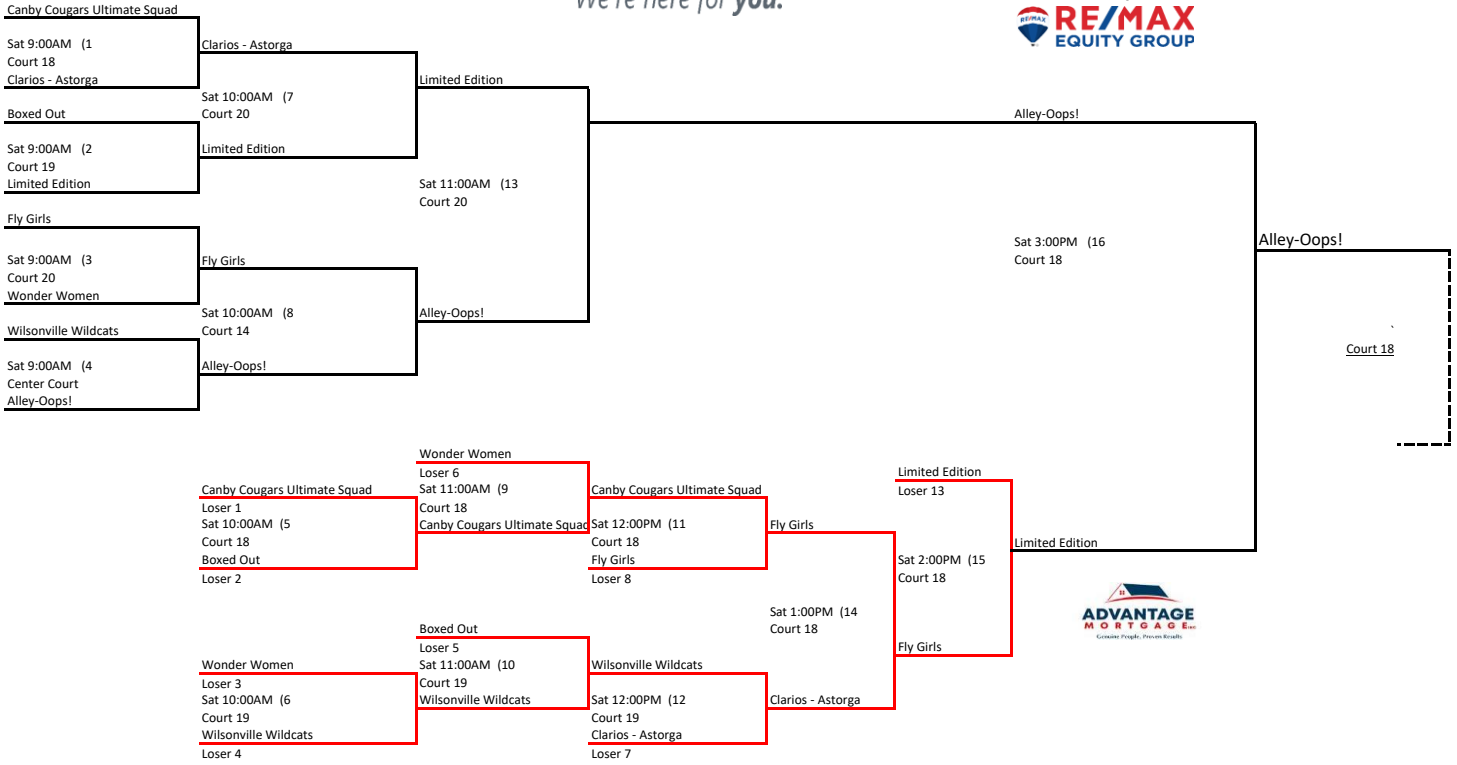 We're here for you.
RE/MAX
RE/MAX
EQUITY GROUP
Canby Cougars Ultimate Squad
Sat 9:00AM (1
Court 18
Clarios - Astorga
Boxed Out
Sat 9:00AM (2
Court 19
Limited Edition
Fly Girls
Sat 9:00AM (3
Court 20
Wonder Women
Wilsonville Wildcats
Sat 9:00AM (4
Center Court
Alley-Oops!
Clarios - Astorga
Sat 10:00AM (7
Court 20
Limited Edition
Fly Girls
Sat 10:00AM (8
Court 14
Alley-Oops!
Limited Edition
Sat 11:00AM (13
Court 20
Alley-Oops!
Alley-Oops!
Sat 3:00PM (16
Court 18
Alley-Oops!
`
Court 18
Canby Cougars Ultimate Squad
Loser 1
Sat 10:00AM (5
Court 18
Boxed Out
Loser 2
Wonder Women
Loser 3
Sat 10:00AM (6
Court 19
Wilsonville Wildcats
Loser 4
Wonder Women
Loser 6
Sat 11:00AM (9
Court 18
Canby Cougars Ultimate Squad
Boxed Out
Loser 5
Sat 11:00AM (10
Court 19
Wilsonville Wildcats
Canby Cougars Ultimate Squad
Sat 12:00PM (11
Court 18
Fly Girls
Loser 8
Wilsonville Wildcats
Sat 12:00PM (12
Court 19
Clarios - Astorga
Loser 7
Fly Girls
Sat 1:00PM (14
Court 18
Clarios - Astorga
Limited Edition
Loser 13
Sat 2:00PM (15
Court 18
Fly Girls
Limited Edition
ADVANTAGE
MORTGAGE INC
Genuine People, Proven Results